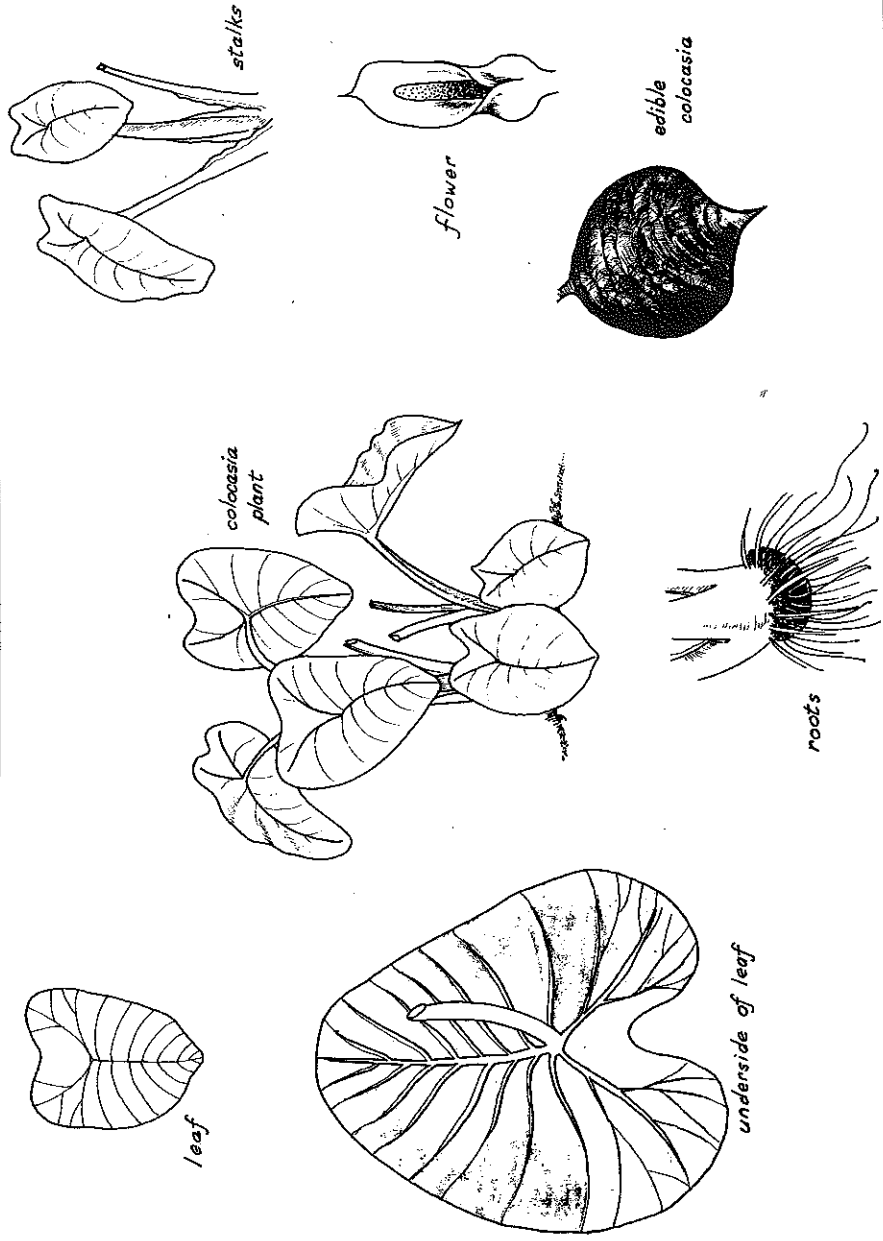 leaf
underside of leaf
colocasia
plant
roots
stalks
flower
edible
colocasia